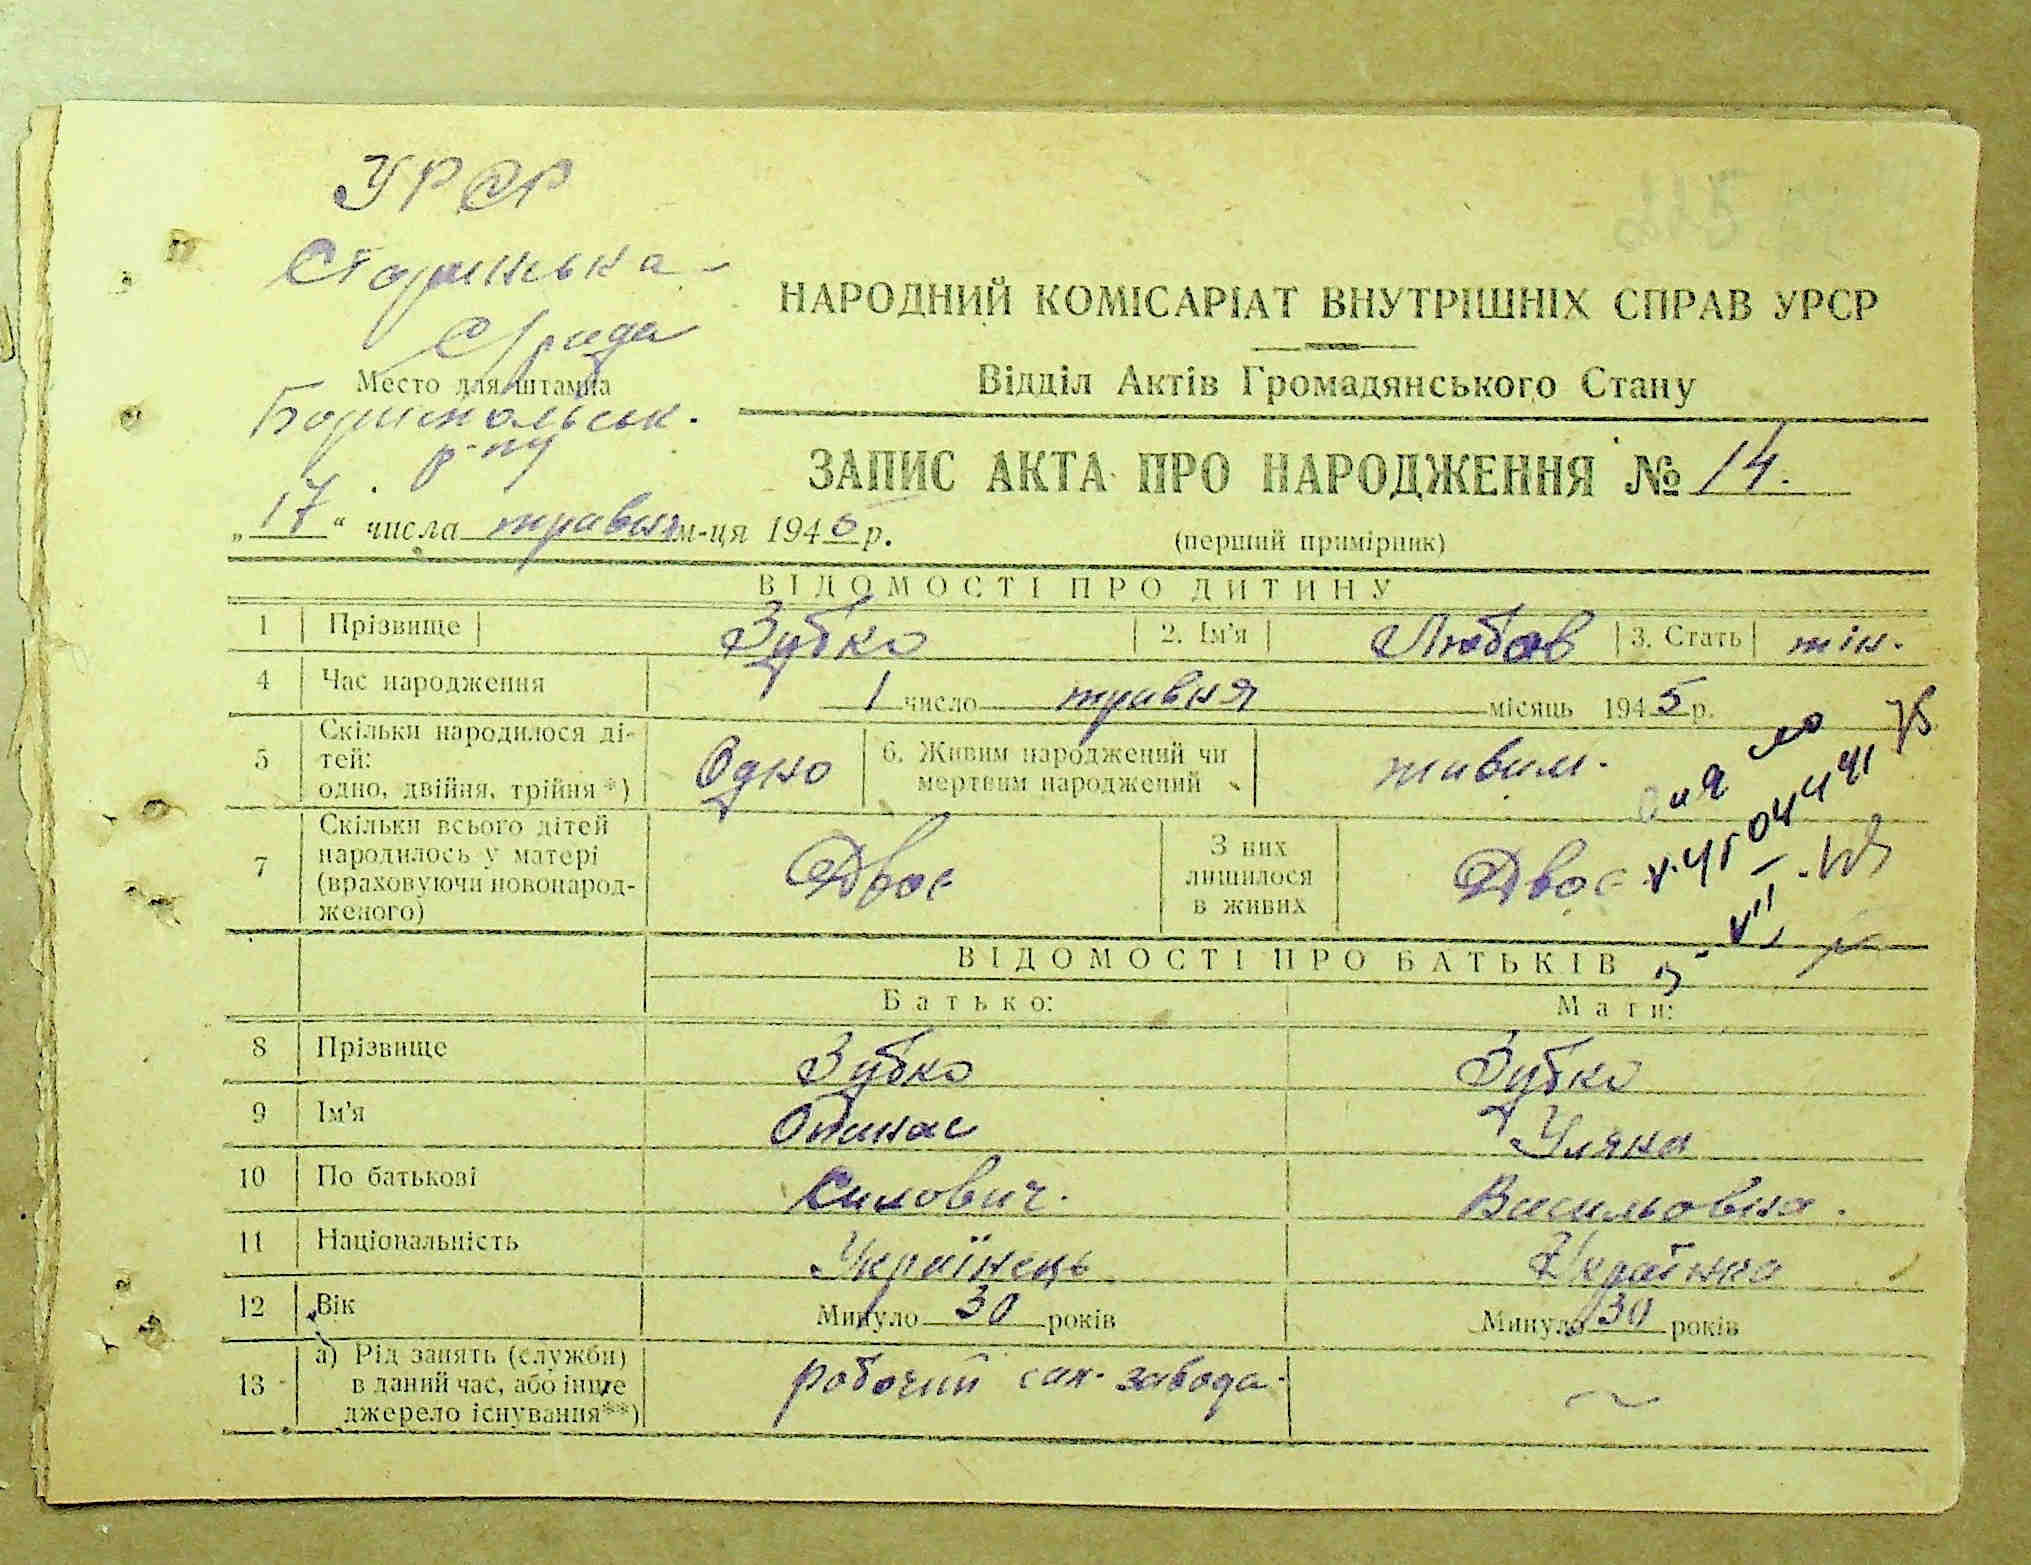 УРСР
Старинська
С/рада
Место для штампа
Бориспольськ.
р-ну
НАРОДНИЙ КОМІСАРІАТ ВНУТРІШНІХ СПРАВ УРСР
Відділ Актів Громадянського Стану
ЗАПИС АКТА ПРО НАРОДЖЕННЯ № 14.
„17“ числа травня м-ця 1945 р.
(перший примірник)
ВІДОМОСТІ ПРО ДИТИНУ
1 Прізвище Зубко 2. Ім'я Любов 3. Стать жін.
4 Час народження 1 число травня місяць 1945 р.
5 Скільки народилося дітей: одно, двійня, трійня *) Одно 6. Живим народжений чи мертвим народжений живим.
7 Скільки всього дітей народилось у матері (враховуючи новонародженого) Двоє З них лишилося в живих Двоє
ВІДОМОСТІ ПРО БАТЬКІВ
Батько: Мати:
8 Прізвище Зубко Зубко
9 Ім'я Опанас Уляна
10 По батькові Силович. Васильовна.
11 Національність Українець Українка
12 Вік Минуло 30 років Минуло 30 років
13 а) Рід занять (служби) в даний час, або інше джерело існування**) робочий завода